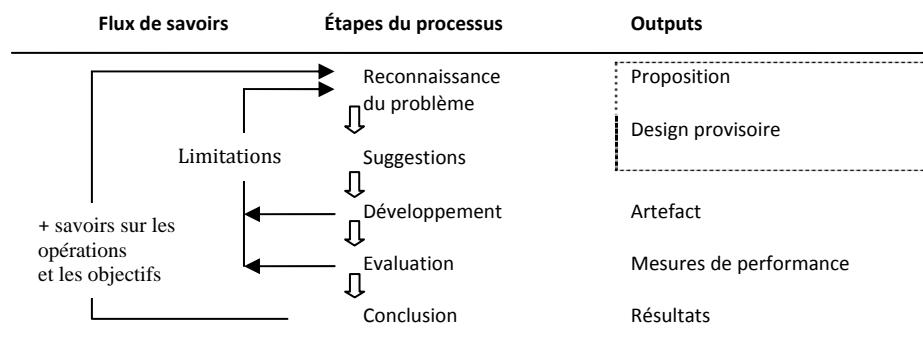 Flux de savoirs Étapes du processus Outputs
Reconnaissance
du problème
Proposition
Design provisoire
Limitations
Suggestions
Développement
Artefact
+ savoirs sur les
opérations
et les objectifs
Evaluation
Mesures de performance
Conclusion
Résultats